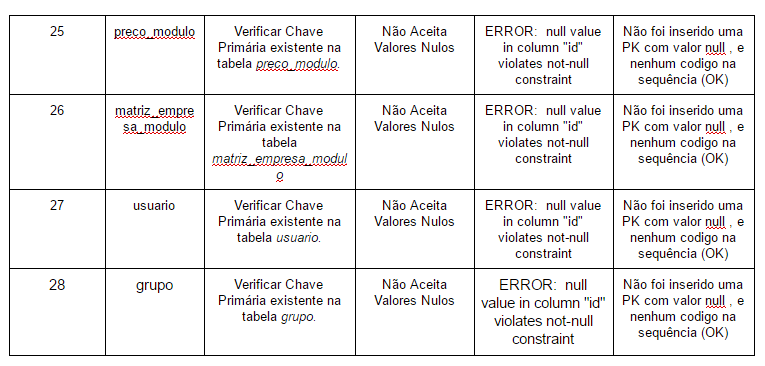 25
preco_modulo
Verificar Chave
Primária existente na
tabela preco_modulo.
Não Aceita
Valores Nulos
ERROR:  null value
in column "id"
violates not-null
constraint
Não foi inserido uma
PK com valor null , e
nenhum codigo na
sequência (OK)
26
matriz_empre
sa_modulo
Verificar Chave
Primária existente na
tabela
matriz_empresa_modul
o
Não Aceita
Valores Nulos
ERROR:  null value
in column "id"
violates not-null
constraint
Não foi inserido uma
PK com valor null , e
nenhum codigo na
sequência (OK)
27
usuario
Verificar Chave
Primária existente na
tabela usuario.
Não Aceita
Valores Nulos
ERROR:  null value
in column "id"
violates not-null
constraint
Não foi inserido uma
PK com valor null , e
nenhum codigo na
sequência (OK)
28
grupo
Verificar Chave
Primária existente na
tabela grupo.
Não Aceita
Valores Nulos
ERROR:  null
value in column "id"
violates not-null
constraint
Não foi inserido uma
PK com valor null , e
nenhum codigo na
sequência (OK)